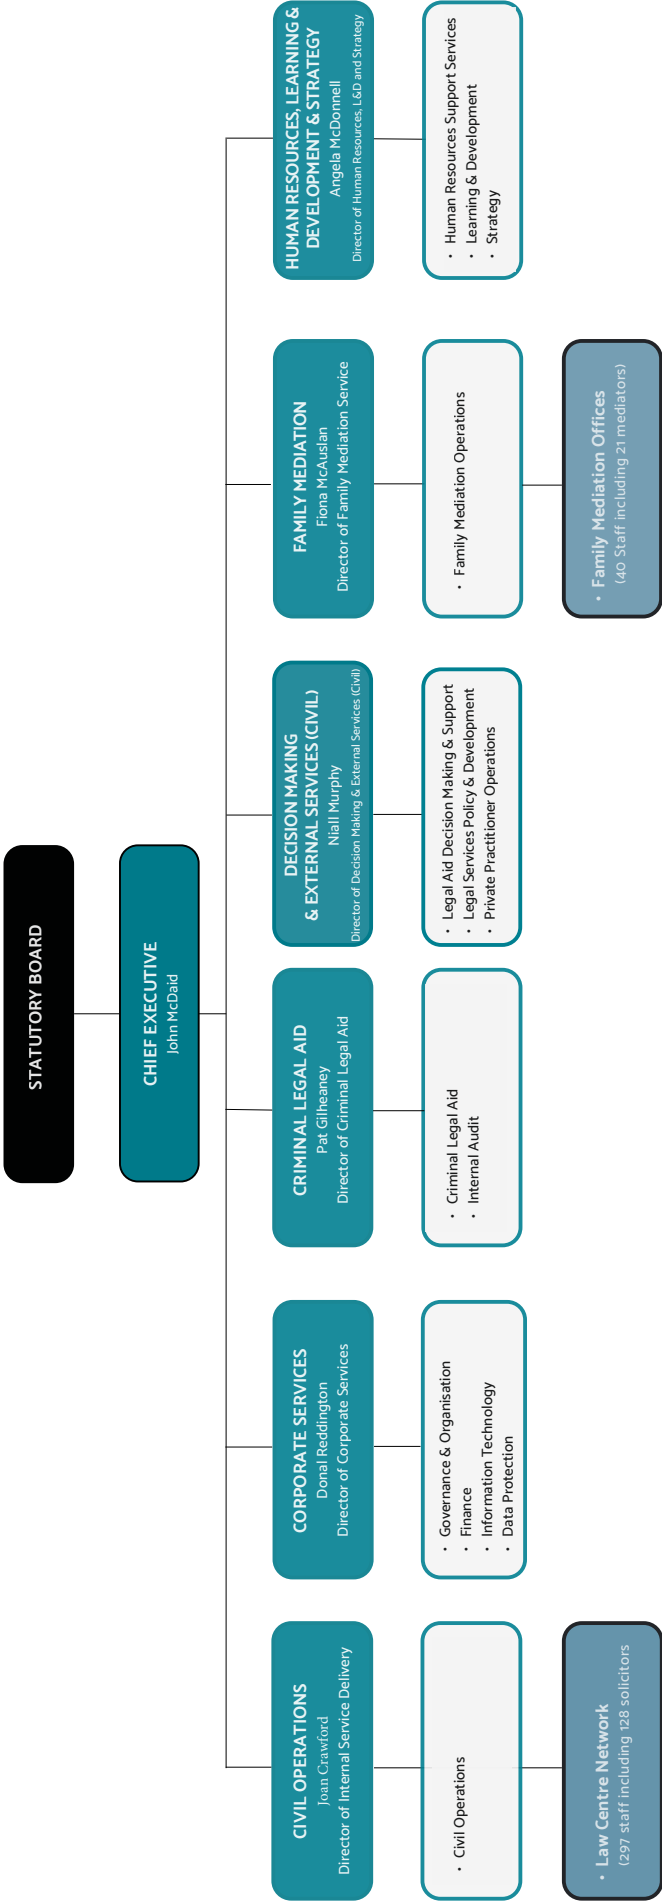 STATUTORY BOARD
CHIEF EXECUTIVE
John McDaid
CIVIL OPERATIONS
Joan Crawford
Director of Internal Service Delivery
• Civil Operations
• Law Centre Network
(297 staff including 128 solicitors
CORPORATE SERVICES
Donal Reddington
Director of Corporate Services
• Governance & Organisation
• Finance
• Information Technology
• Data Protection
CRIMINAL LEGAL AID
Pat Gilheaney
Director of Criminal Legal Aid
• Criminal Legal Aid
• Internal Audit
DECISION MAKING
& EXTERNAL SERVICES (CIVIL)
Niall Murphy
Director of Decision Making & External Services (Civil)
• Legal Aid Decision Making & Support
• Legal Services Policy & Development
• Private Practitioner Operations
FAMILY MEDIATION
Fiona McAuslan
Director of Family Mediation Service
• Family Mediation Operations
• Family Mediation Offices
(40 Staff including 21 mediators)
HUMAN RESOURCES, LEARNING &
DEVELOPMENT & STRATEGY
Angela McDonnell
Director of Human Resources, L&D and Strategy
• Human Resources Support Services
• Learning & Development
• Strategy